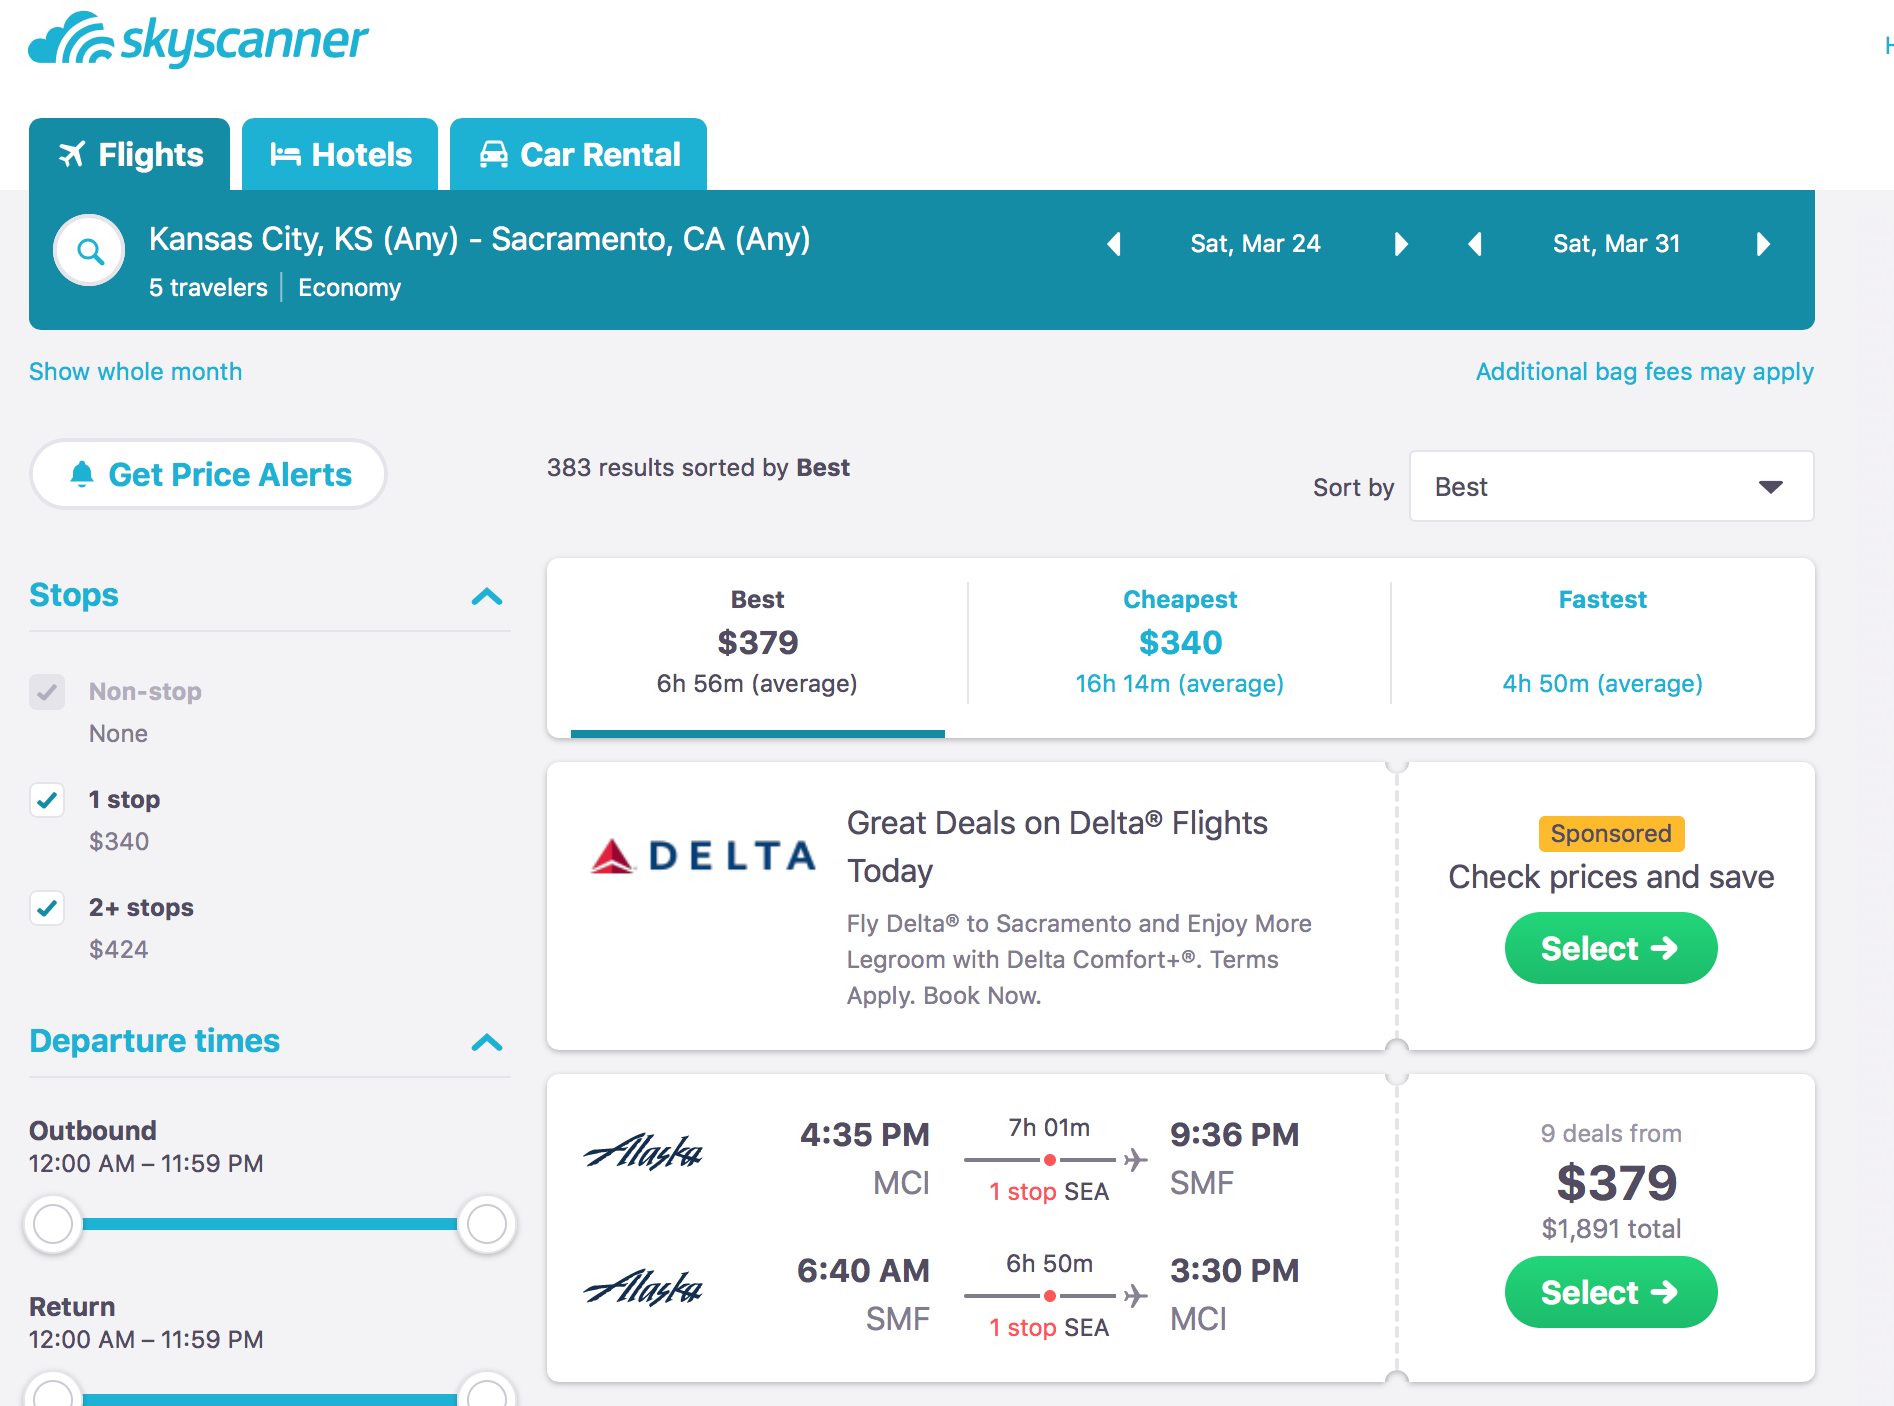 skyscanner
H
Flights
Hotels
Car Rental
Kansas City, KS (Any) - Sacramento, CA (Any)
5 travelers | Economy
Sat, Mar 24
Sat, Mar 31
Show whole month
Additional bag fees may apply
Get Price Alerts
383 results sorted by Best
Sort by
Best
Stops
Non-stop
None
1 stop
$340
2+ stops
$424
Departure times
Outbound
12:00 AM – 11:59 PM
Return
12:00 AM – 11:59 PM
Best
$379
6h 56m (average)
Cheapest
$340
16h 14m (average)
Fastest
4h 50m (average)
DELTA
Great Deals on Delta® Flights
Today
Fly Delta® to Sacramento and Enjoy More
Legroom with Delta Comfort+®. Terms
Apply. Book Now.
Sponsored
Check prices and save
Select
Alaska
4:35 PM
MCI
7h 01m
1 stop SEA
9:36 PM
SMF
Alaska
6:40 AM
SMF
6h 50m
1 stop SEA
3:30 PM
MCI
9 deals from
$379
$1,891 total
Select